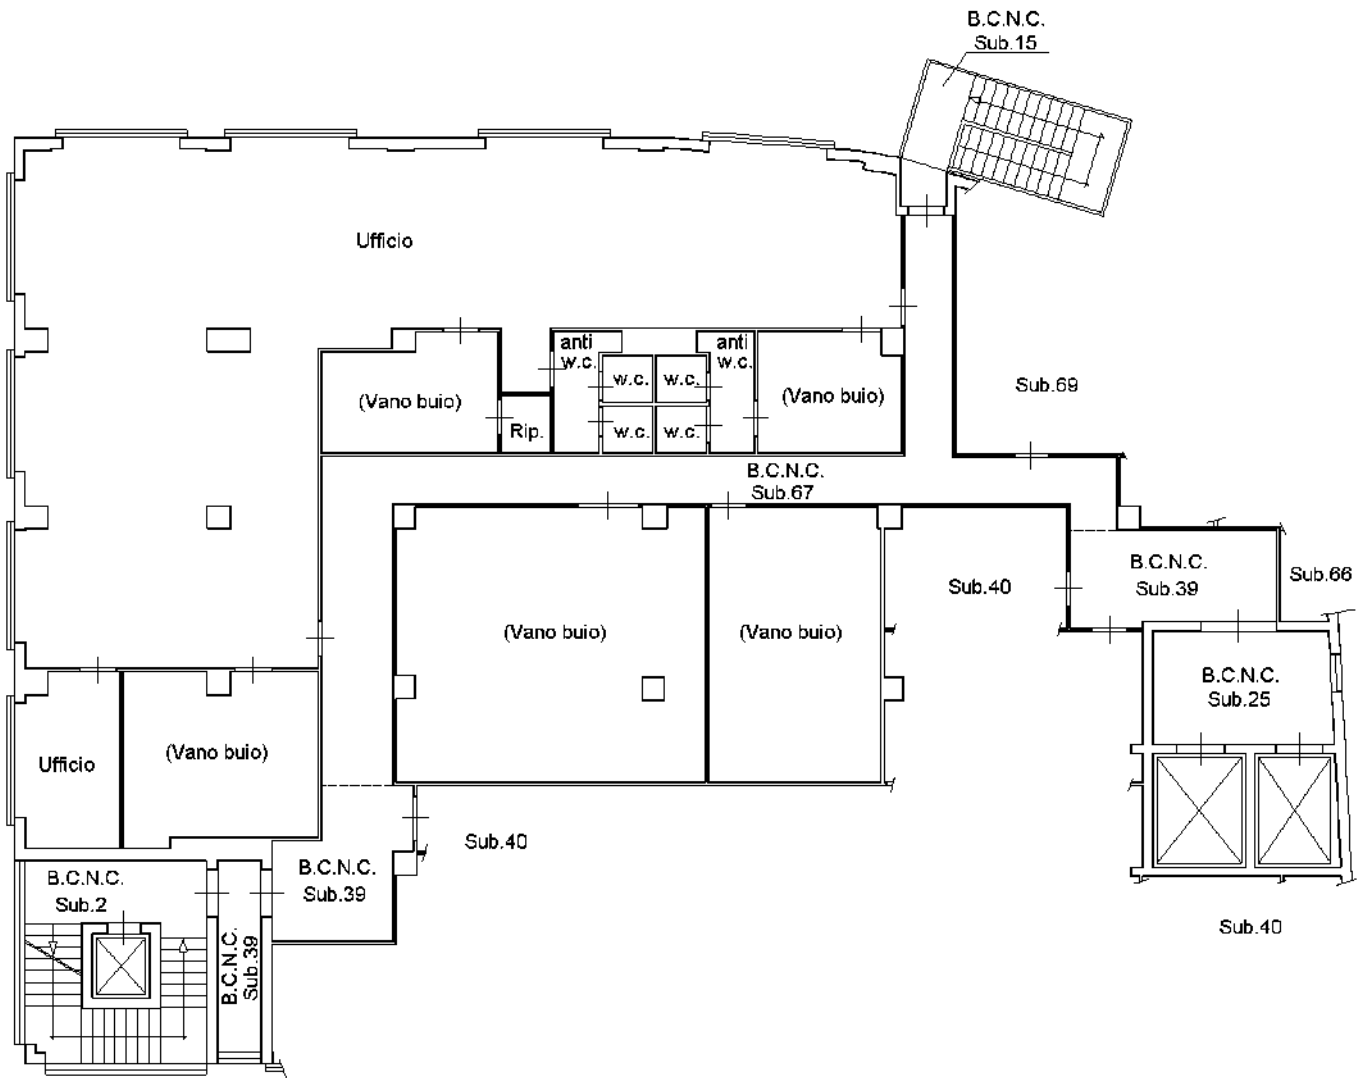 B.C.N.C.
Sub.15
Ufficio
anti
w.c.
anti
w.c.
w.c.
w.c.
w.c.
w.c.
(Vano buio)
Rip.
(Vano buio)
Sub.69
B.C.N.C.
Sub.67
B.C.N.C.
Sub.39
Sub.66
Sub.40
(Vano buio)
(Vano buio)
B.C.N.C.
Sub.25
Ufficio
(Vano buio)
Sub.40
B.C.N.C.
Sub.39
B.C.N.C.
Sub.2
B.C.N.C.
Sub.39
Sub.40